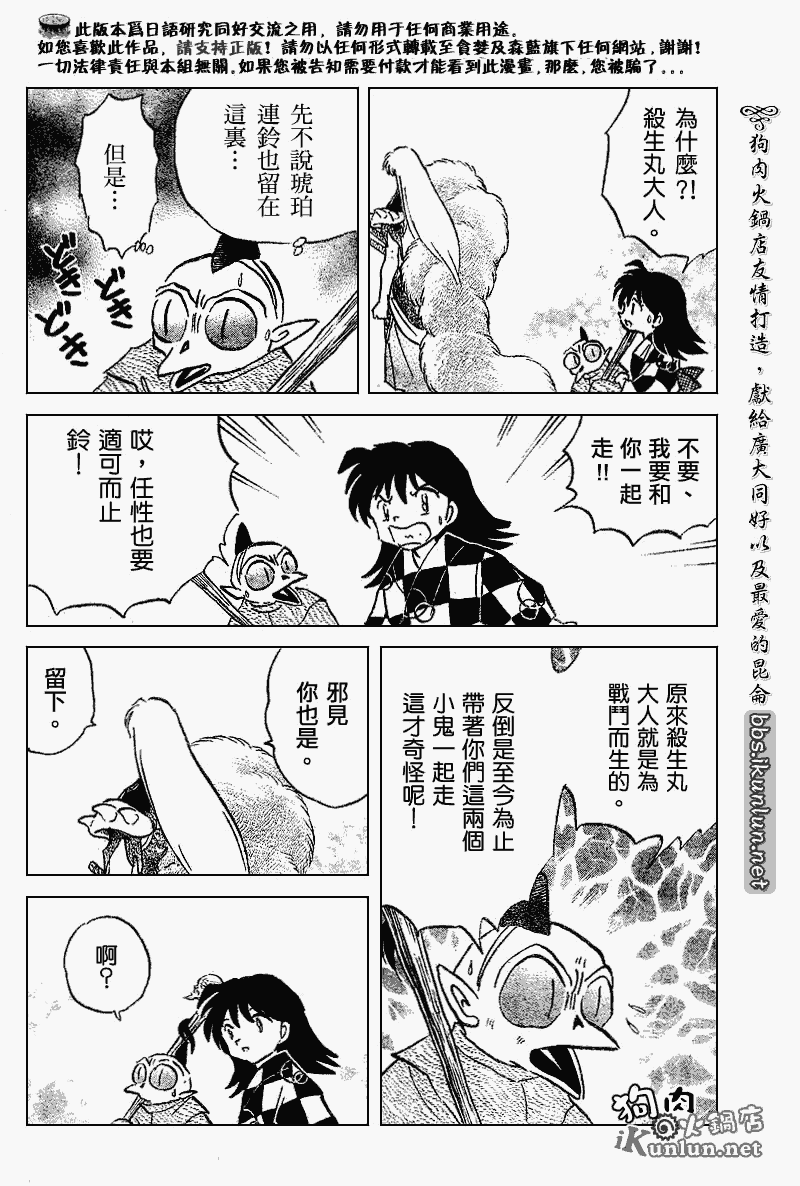 此版本爲日語研究同好交流之用，請勿用于任何商業用途。
如您喜歡此作品，請支持正版！請勿以任何形式轉載至貪婪及森藍旗下任何網站，謝謝！
一切法律責任與本組無關。如果您被告知需要付款才能看到此漫畫，那麼，您被騙了...
為什麼?!
殺生丸大人。
先不說琥珀
連鈴也留在
這裏…
但是…
ずきずき
ずきずき
不要、
我要和
你一起
走!!
哎，任性也要
適可而止
鈴！
原來殺生丸
大人就是為
戰鬥而生的。
反倒是至今為止
帶著你們這兩個
小鬼一起走
這才奇怪呢！
邪見
你也是。
留下。
啊？
狗肉火鍋店友情打造，獻給廣大同好以及最愛的昆侖
bbs.ikunlun.net
狗肉
火鍋店
iKunlun.net